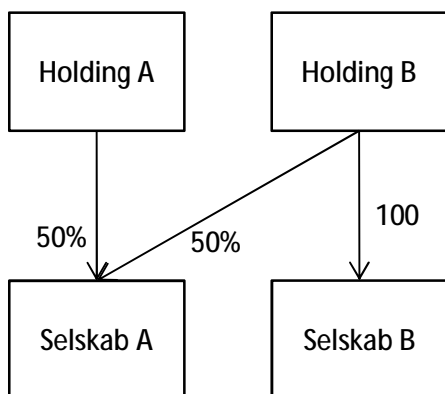 Holding A
Holding B
50%
50%
100
Selskab A
Selskab B